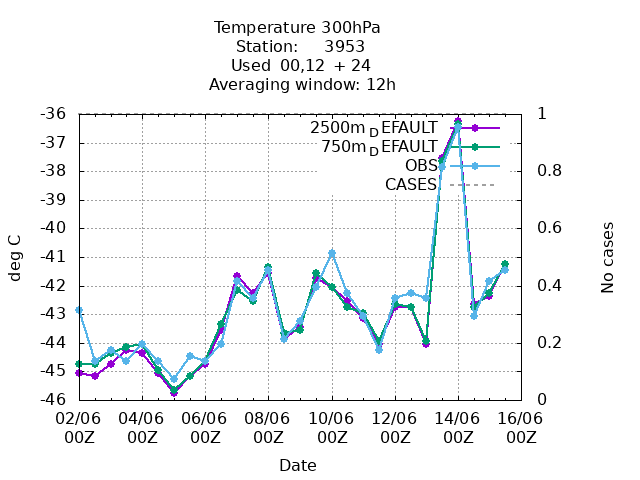 Temperature 300hPa
Station: 3953
Used 00,12 + 24
Averaging window: 12h
2500m_DEFAULT
750m_DEFAULT
OBS
CASES
-36
-37
-38
-39
-40
-41
-42
-43
-44
-45
-46
1
0.8
0.6
0.4
0.2
0
deg C
No cases
02/06 04/06 06/06 08/06 10/06 12/06 14/06 16/06
00Z 00Z 00Z 00Z 00Z 00Z 00Z 00Z
Date